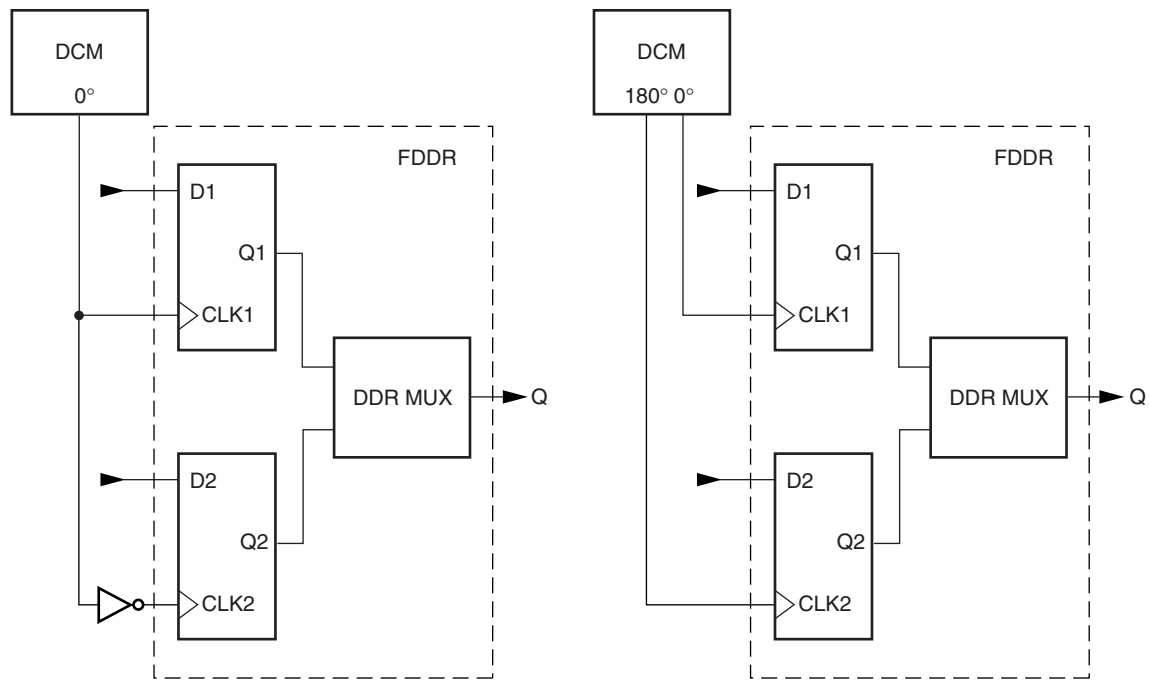 DCM
0°
FDDR
D1
Q1
CLK1
DDR MUX
Q
D2
Q2
CLK2
DCM
180° 0°
FDDR
D1
Q1
CLK1
DDR MUX
Q
D2
Q2
CLK2